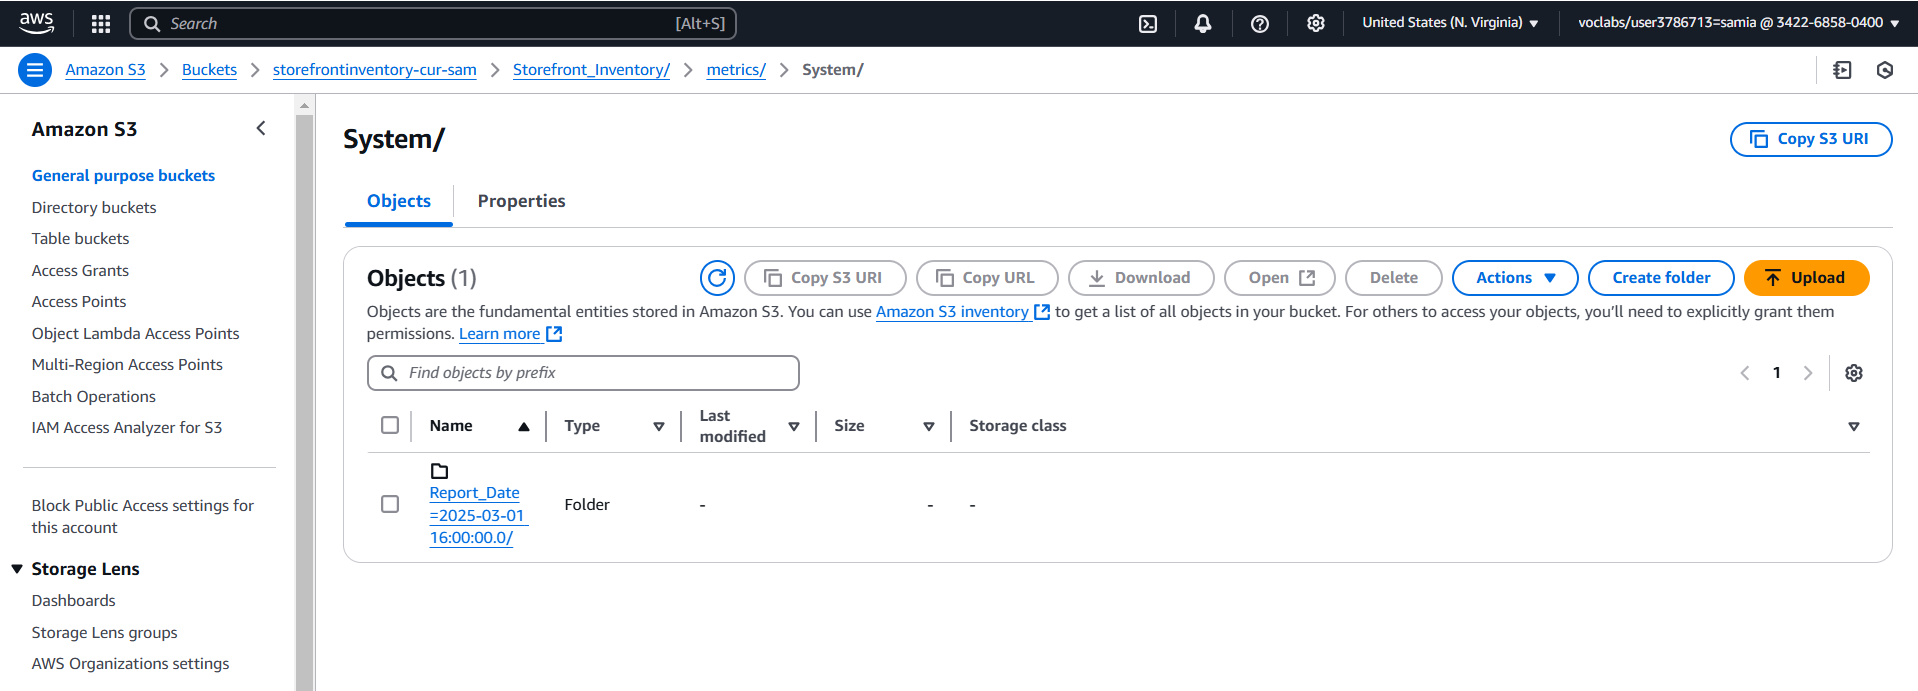 aws
Search
[Alt+S]
United States (N. Virginia)
voclabs/user3786713=samia @ 3422-6858-0400
Amazon S3
Buckets
storefrontinventory-cur-sam
Storefront_Inventory/
metrics/
System/
Amazon S3
General purpose buckets
Directory buckets
Table buckets
Access Grants
Access Points
Object Lambda Access Points
Multi-Region Access Points
Batch Operations
IAM Access Analyzer for S3
Block Public Access settings for
this account
Storage Lens
Dashboards
Storage Lens groups
AWS Organizations settings
System/
Copy S3 URI
Objects
Properties
Objects (1)
Copy S3 URI
Copy URL
Download
Open
Delete
Actions
Create folder
Upload
Objects are the fundamental entities stored in Amazon S3. You can use Amazon S3 inventory to get a list of all objects in your bucket. For others to access your objects, you’ll need to explicitly grant them
permissions. Learn more
Find objects by prefix
1
Name
Type
Last
modified
Size
Storage class
Report_Date
=2025-03-01
16:00:00.0/
Folder
-
-
-